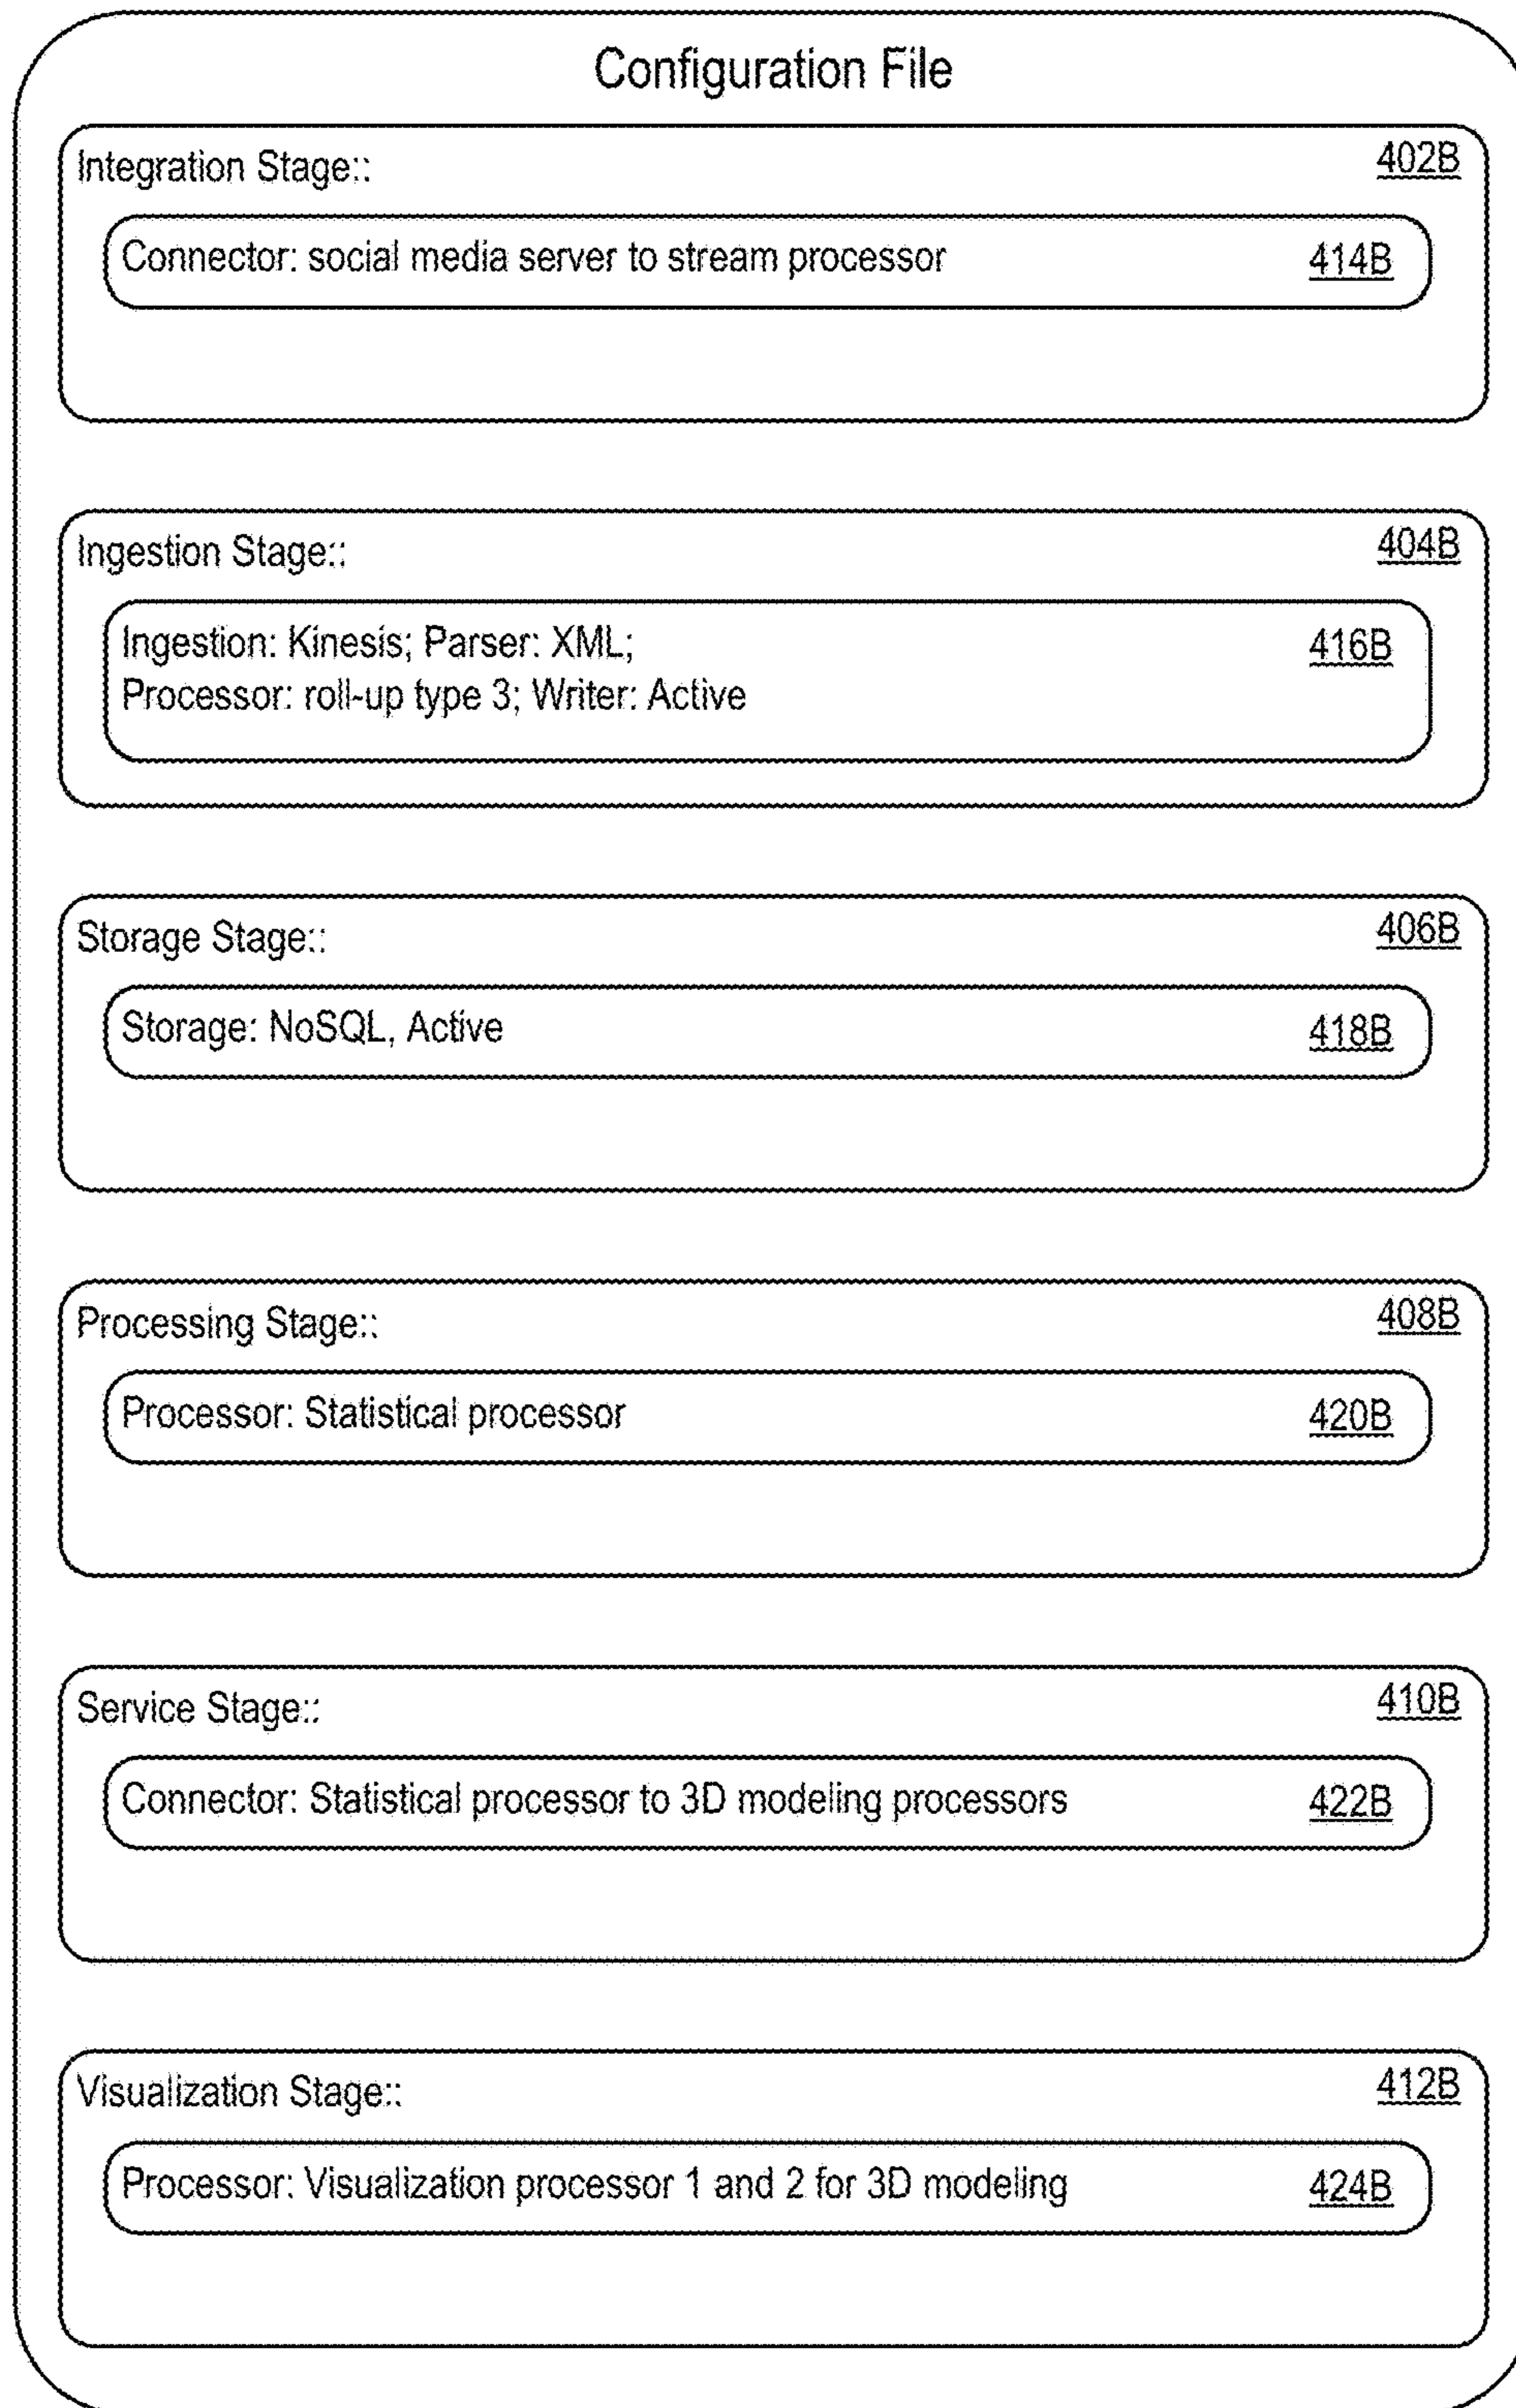 Configuration File
Integration Stage:: 402B
Connector: social media server to stream processor 414B
Ingestion Stage:: 404B
Ingestion: Kinesis; Parser: XML; 416B
Processor: roll-up type 3; Writer: Active
Storage Stage:: 406B
Storage: NoSQL, Active 418B
Processing Stage:: 408B
Processor: Statistical processor 420B
Service Stage:: 410B
Connector: Statistical processor to 3D modeling processors 422B
Visualization Stage:: 412B
Processor: Visualization processor 1 and 2 for 3D modeling 424B